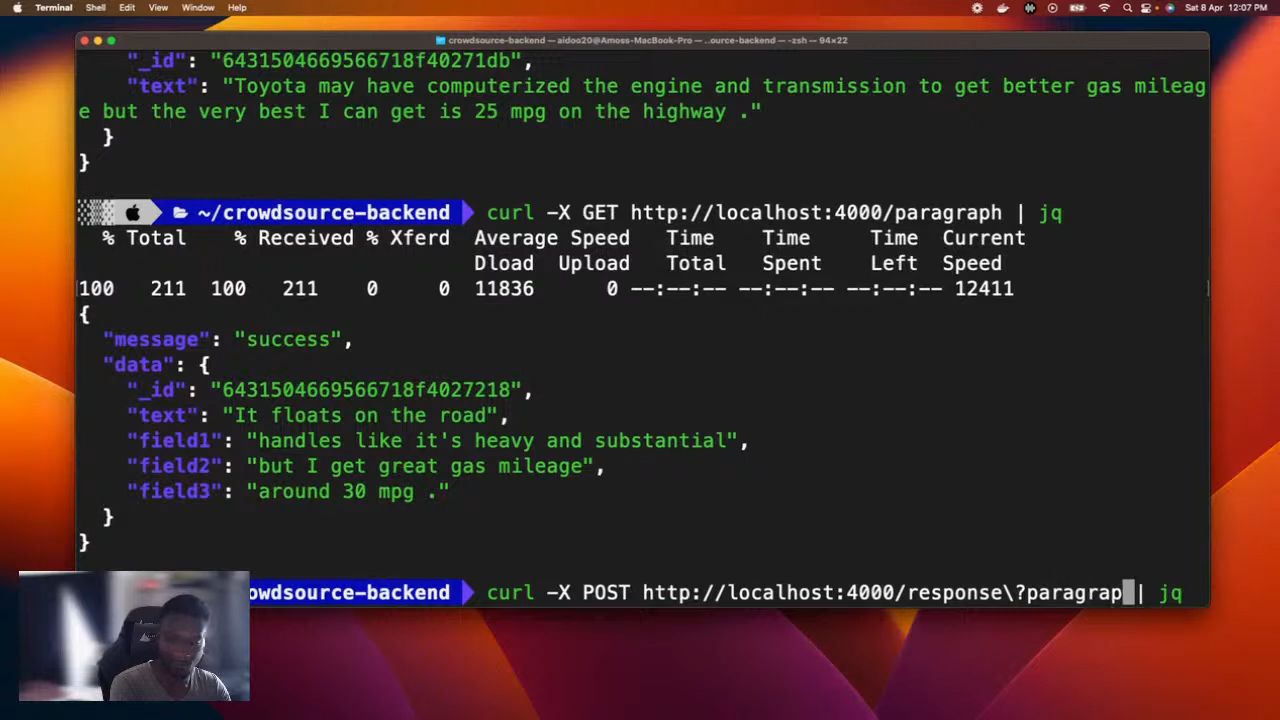 Terminal Shell Edit View Window Help Sat 8 Apr 12:07 PM
crowdsource-backend — aidoo20@Amoss-MacBook-Pro — ..ource-backend — -zsh — 94×22
"_id": "6431504669566718f40271db",
"text": "Toyota may have computerized the engine and transmission to get better gas mileag
e but the very best I can get is 25 mpg on the highway ."
}
}
~/crowdsource-backend curl -X GET http://localhost:4000/paragraph | jq
% Total % Received % Xferd Average Speed Time Time Time Current
Dload Upload Total Spent Left Speed
100 211 100 211 0 0 11836 0 --:--:-- --:--:-- --:--:-- 12411
{
"message": "success",
"data": {
"_id": "6431504669566718f4027218",
"text": "It floats on the road",
"field1": "handles like it's heavy and substantial",
"field2": "but I get great gas mileage",
"field3": "around 30 mpg ."
}
}
crowdsource-backend curl -X POST http://localhost:4000/response\?paragrap | jq